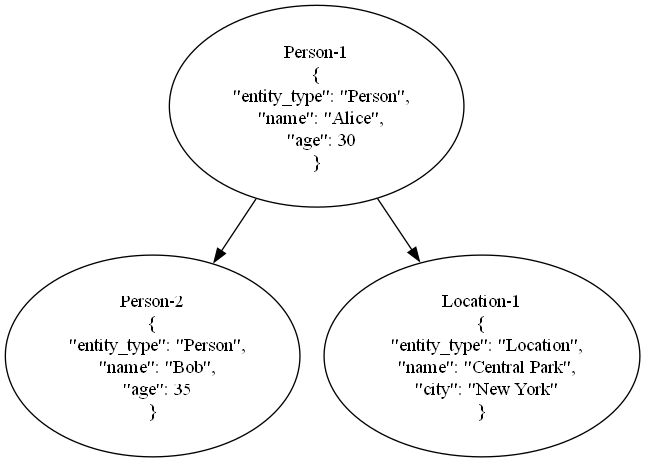 Person-1
{
"entity_type": "Person",
"name": "Alice",
"age": 30
}
Person-2
{
"entity_type": "Person",
"name": "Bob",
"age": 35
}
Location-1
{
"entity_type": "Location",
"name": "Central Park",
"city": "New York"
}